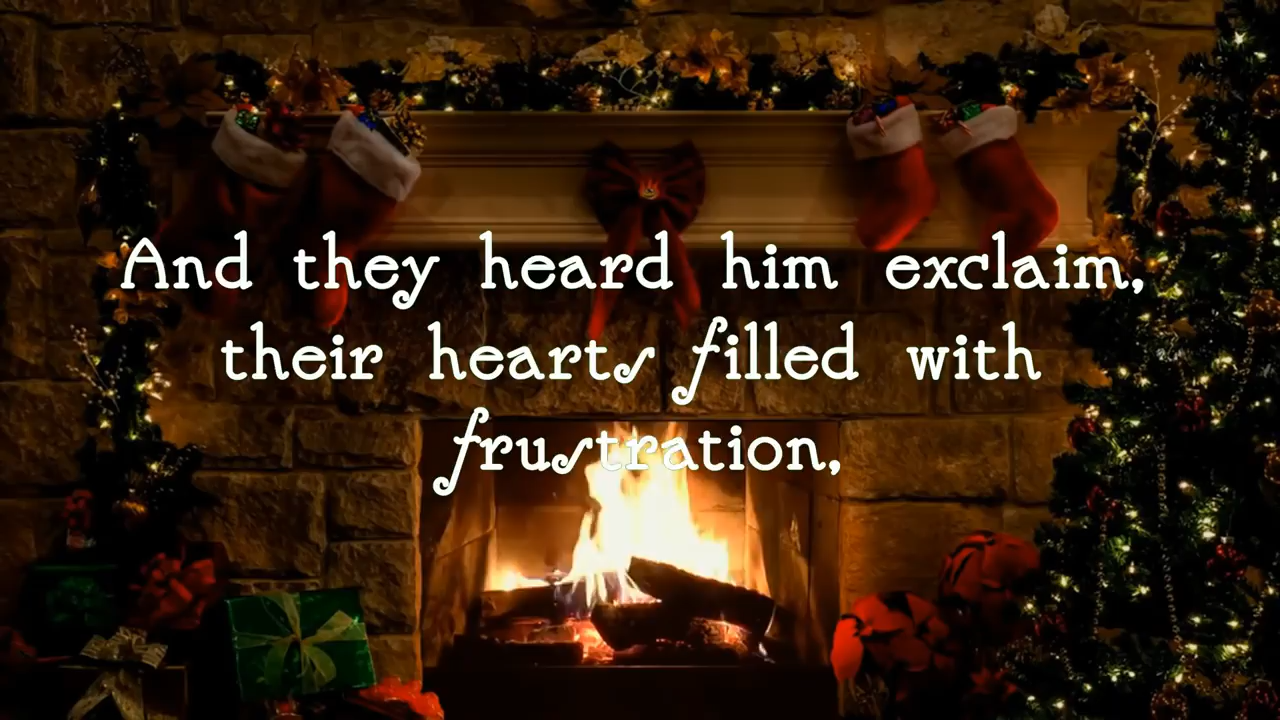 And they heard him exclaim,
their hearts filled with
frustration,